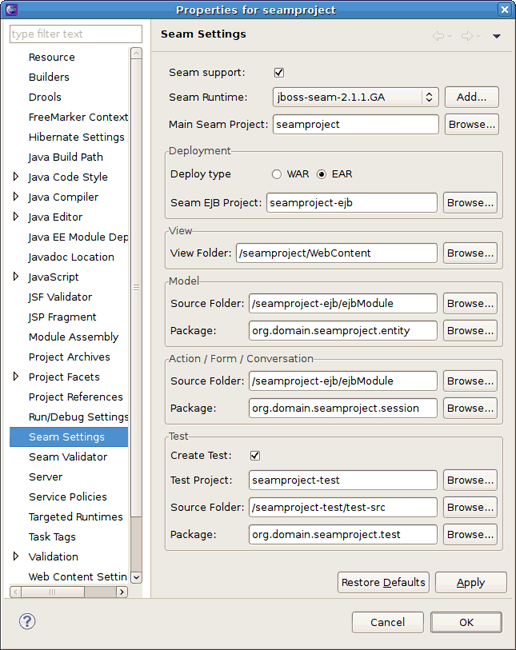 Properties for seamproject
type filter text
Resource
Builders
Drools
FreeMarker Context
Hibernate Settings
Java Build Path
Java Code Style
Java Compiler
Java Editor
Java EE Module Dep
Javadoc Location
JavaScript
JSF Validator
JSP Fragment
Module Assembly
Project Archives
Project Facets
Project References
Run/Debug Settings
Seam Settings
Seam Validator
Server
Service Policies
Targeted Runtimes
Task Tags
Validation
Web Content Settin
Seam Settings
Seam support:
Seam Runtime: jboss-seam-2.1.1.GA Add...
Main Seam Project: seamproject Browse...
Deployment
Deploy type WAR EAR
Seam EJB Project: seamproject-ejb Browse...
View
View Folder: /seamproject/WebContent Browse...
Model
Source Folder: /seamproject-ejb/ejbModule Browse...
Package: org.domain.seamproject.entity Browse...
Action / Form / Conversation
Source Folder: /seamproject-ejb/ejbModule Browse...
Package: org.domain.seamproject.session Browse...
Test
Create Test:
Test Project: seamproject-test Browse...
Source Folder: /seamproject-test/test-src Browse...
Package: org.domain.seamproject.test Browse...
Restore Defaults Apply
? Cancel OK